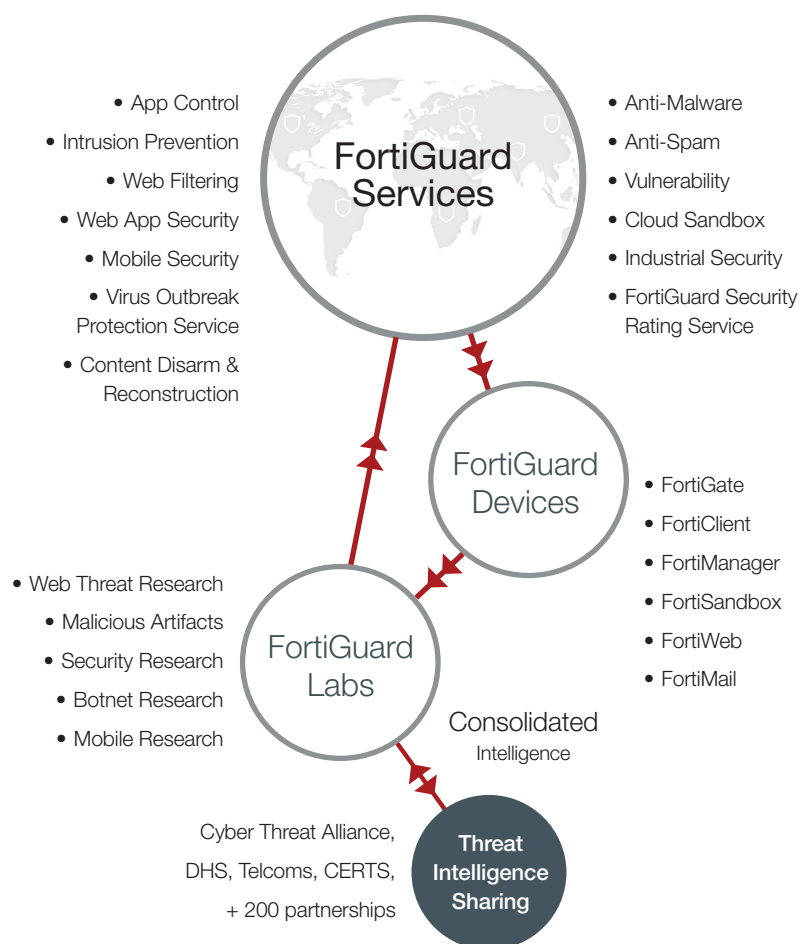 FortiGuard
Services
• App Control
• Intrusion Prevention
• Web Filtering
• Web App Security
• Mobile Security
• Virus Outbreak
Protection Service
• Content Disarm &
Reconstruction
• Anti-Malware
• Anti-Spam
• Vulnerability
• Cloud Sandbox
• Industrial Security
• FortiGuard Security
Rating Service
FortiGuard
Devices
• FortiGate
• FortiClient
• FortiManager
• FortiSandbox
• FortiWeb
• FortiMail
• Web Threat Research
• Malicious Artifacts
• Security Research
• Botnet Research
• Mobile Research
FortiGuard
Labs
Consolidated
Intelligence
Cyber Threat Alliance,
DHS, Telcoms, CERTS,
+ 200 partnerships
Threat
Intelligence
Sharing